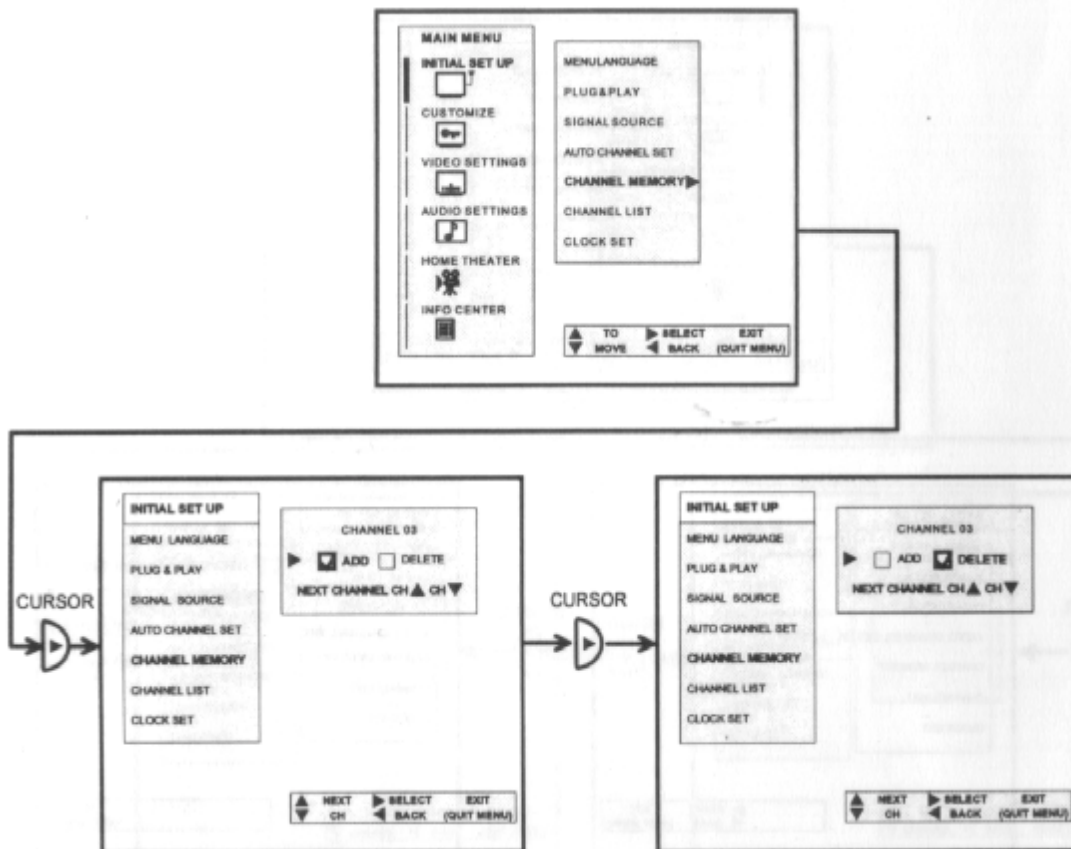 MAIN MENU
INITIAL SET UP
CUSTOMIZE
VIDEO SETTINGS
AUDIO SETTINGS
HOME THEATER
INFO CENTER
MENULANGUAGE
PLUG&PLAY
SIGNALSOURCE
AUTO CHANNEL SET
CHANNEL MEMORY▶
CHANNEL LIST
CLOCK SET
▲ TO ▶ SELECT EXIT
▼ MOVE ◀ BACK (QUIT MENU)
CURSOR
INITIAL SET UP
MENU LANGUAGE
PLUG & PLAY
SIGNAL SOURCE
AUTO CHANNEL SET
CHANNEL MEMORY
CHANNEL LIST
CLOCK SET
CHANNEL 03
▶ ☑ ADD ☐ DELETE
NEXT CHANNEL CH▲ CH▼
▲ NEXT ▶ SELECT EXIT
▼ CH ◀ BACK (QUIT MENU)
CURSOR
INITIAL SET UP
MENU LANGUAGE
PLUG & PLAY
SIGNAL SOURCE
AUTO CHANNEL SET
CHANNEL MEMORY
CHANNEL LIST
CLOCK SET
CHANNEL 03
▶ ☐ ADD ☑ DELETE
NEXT CHANNEL CH▲ CH▼
▲ NEXT ▶ SELECT EXIT
▼ CH ◀ BACK (QUIT MENU)